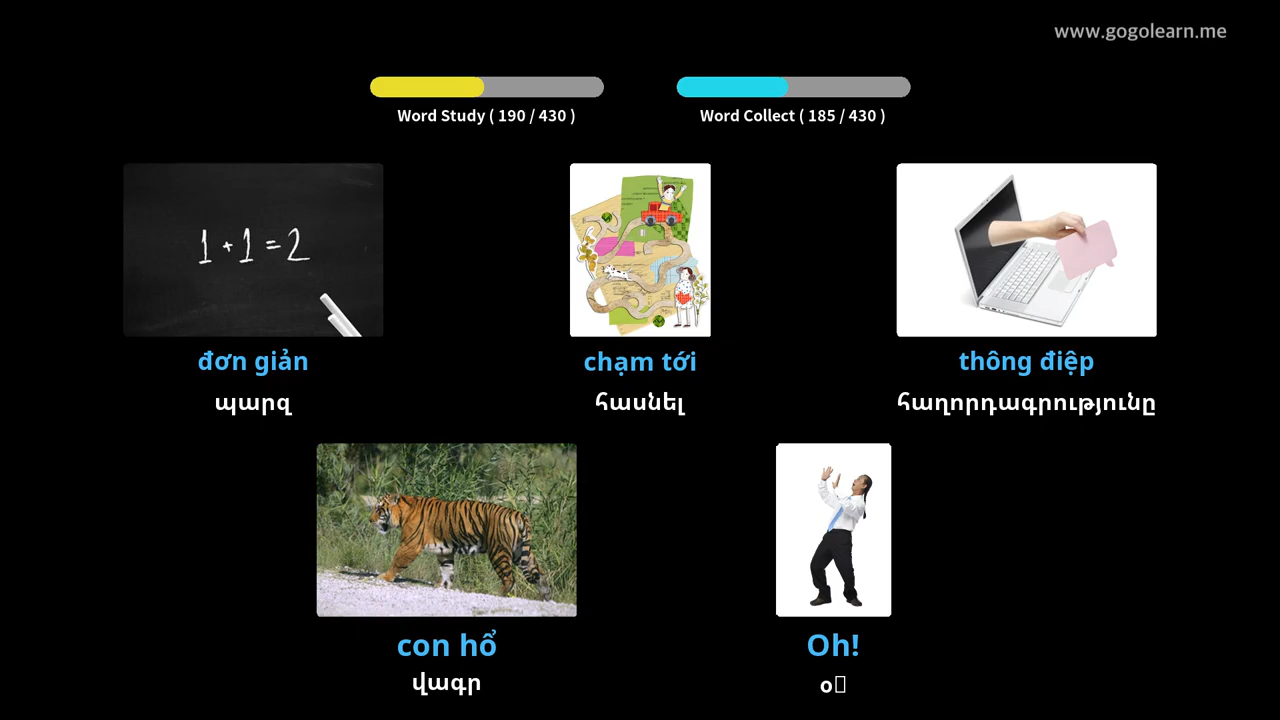 www.gogolearn.me
Word Study ( 190 / 430 )
Word Collect ( 185 / 430 )
1 + 1 = 2
đơn giản
պարզ
chạm tới
հասնել
thông điệp
հաղորդագրությունը
con hổ
վագր
Oh!